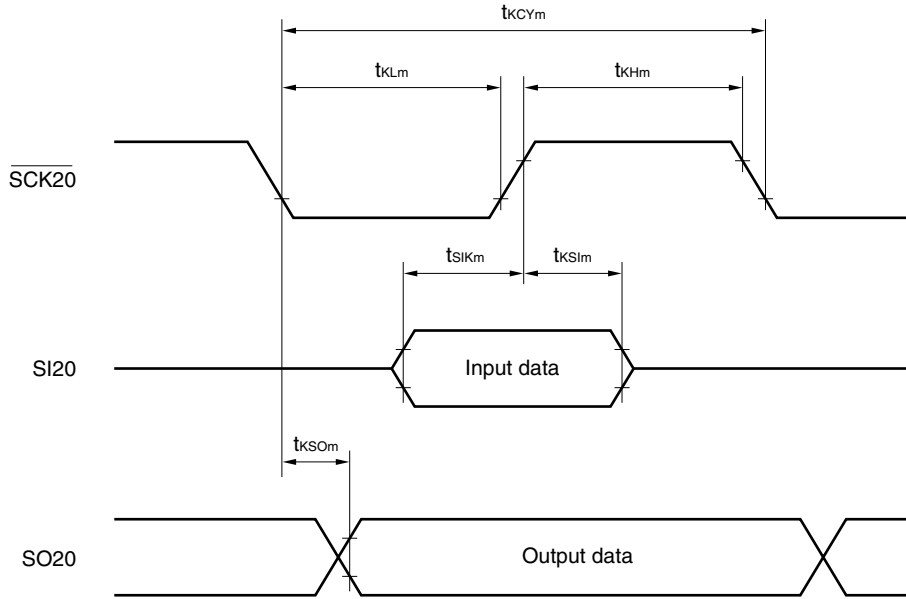 tKCYm
tKLm
tKHm
SCK20
tSIKm
tKSIm
SI20
Input data
tKSOm
SO20
Output data